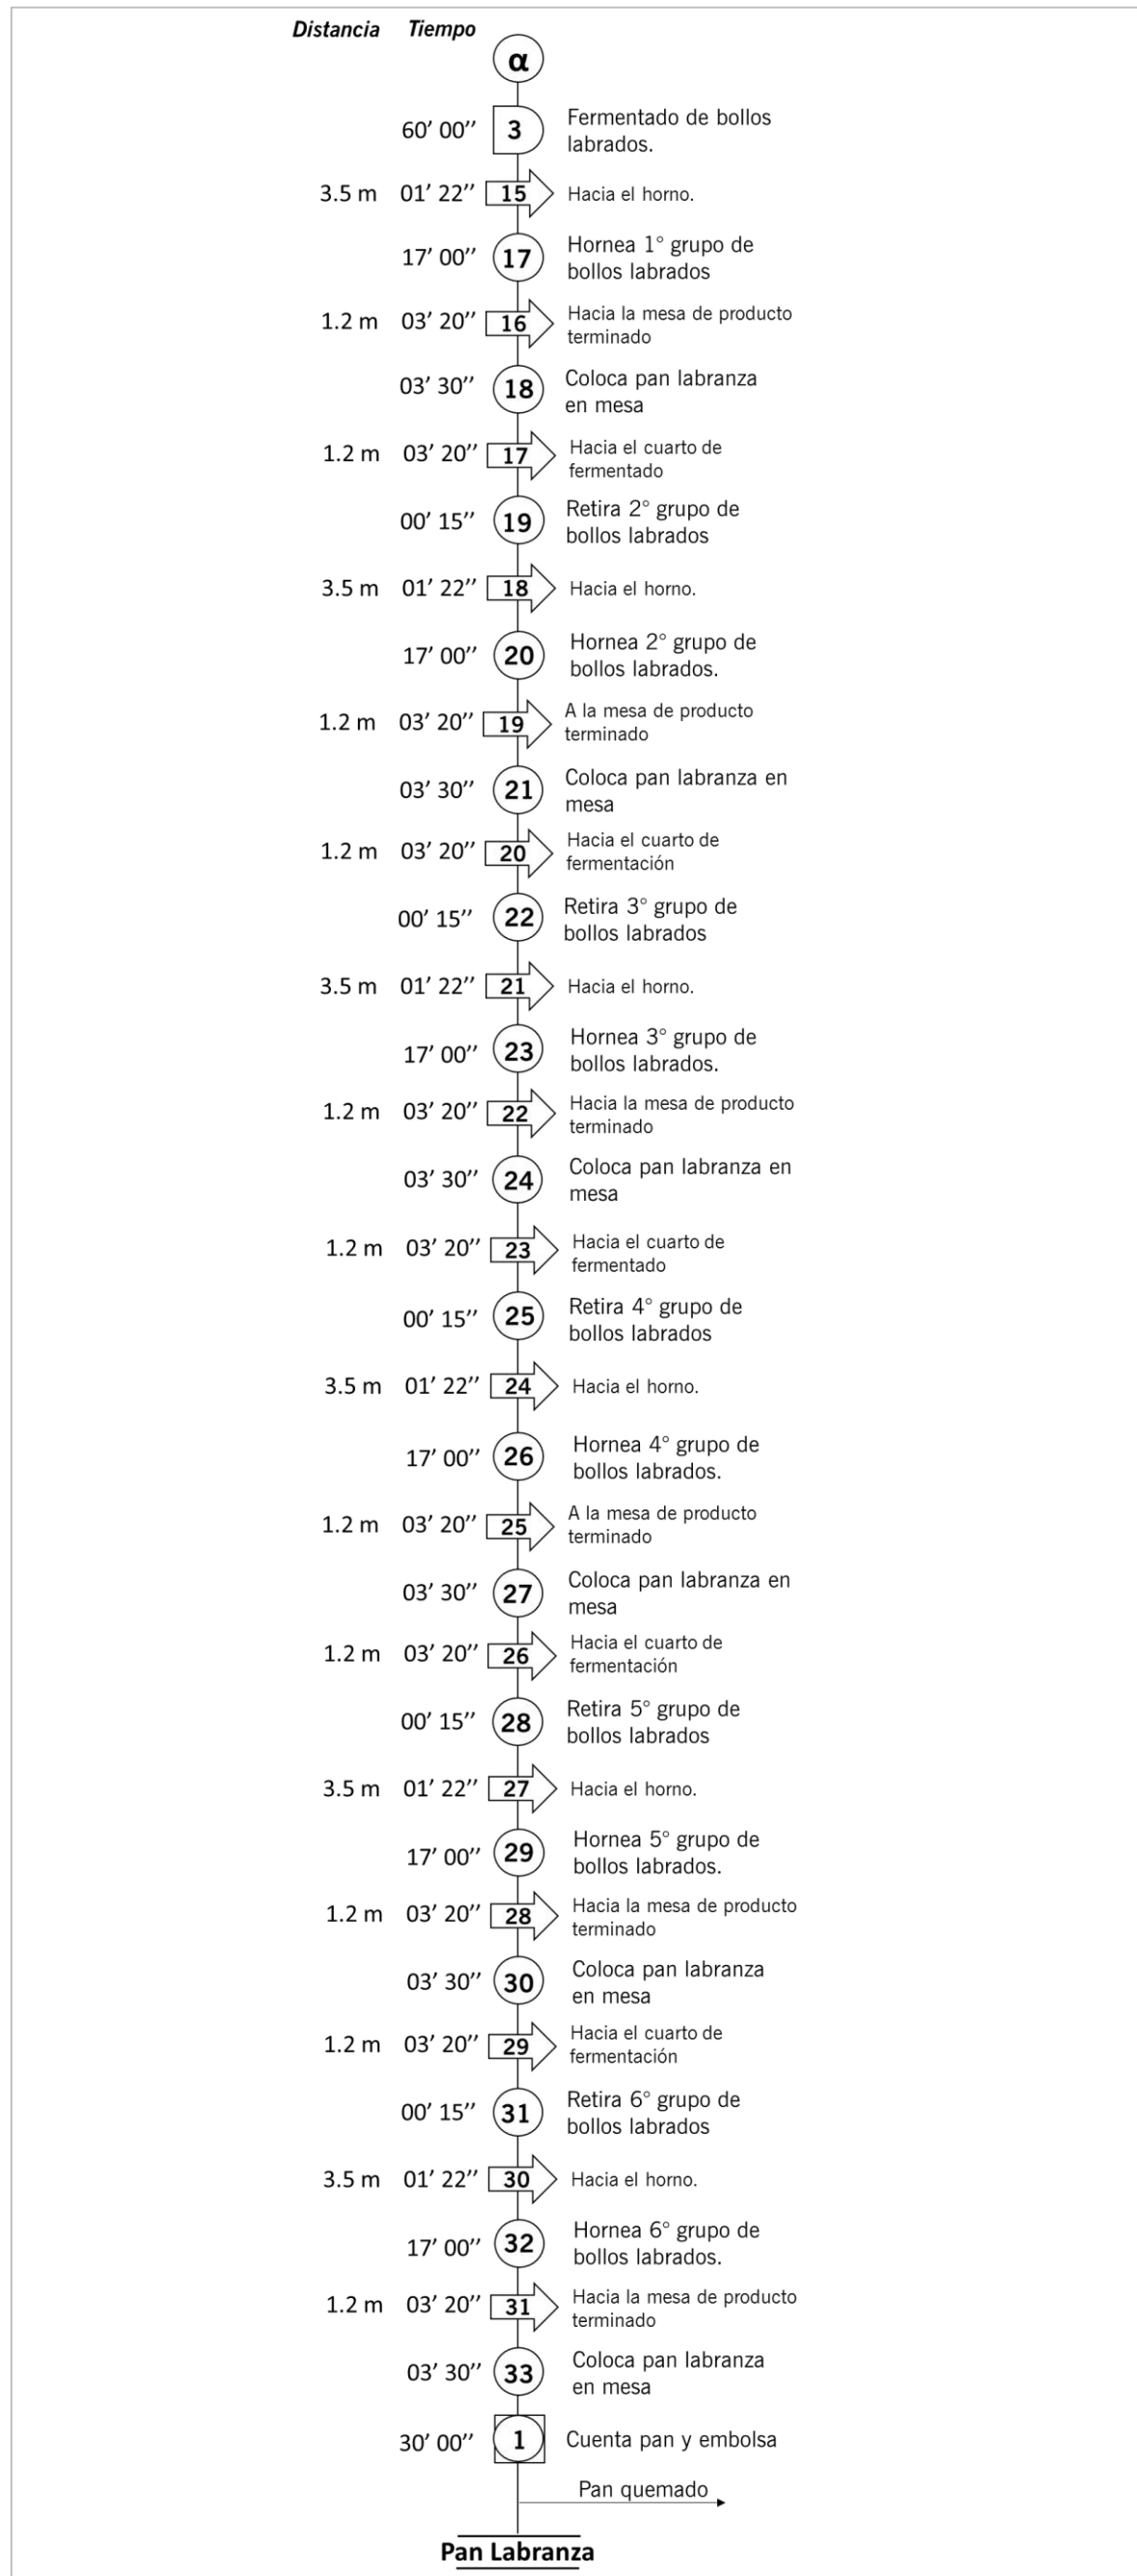 Distancia Tiempo
α
60’ 00’’ 3 Fermentado de bollos
labrados.
3.5 m 01’ 22’’ 15 Hacia el horno.
17’ 00’’ 17 Hornea 1° grupo de
bollos labrados
1.2 m 03’ 20’’ 16 Hacia la mesa de producto
terminado
03’ 30’’ 18 Coloca pan labranza
en mesa
1.2 m 03’ 20’’ 17 Hacia el cuarto de
fermentado
00’ 15’’ 19 Retira 2° grupo de
bollos labrados
3.5 m 01’ 22’’ 18 Hacia el horno.
17’ 00’’ 20 Hornea 2° grupo de
bollos labrados.
1.2 m 03’ 20’’ 19 A la mesa de producto
terminado
03’ 30’’ 21 Coloca pan labranza en
mesa
1.2 m 03’ 20’’ 20 Hacia el cuarto de
fermentación
00’ 15’’ 22 Retira 3° grupo de
bollos labrados
3.5 m 01’ 22’’ 21 Hacia el horno.
17’ 00’’ 23 Hornea 3° grupo de
bollos labrados.
1.2 m 03’ 20’’ 22 Hacia la mesa de producto
terminado
03’ 30’’ 24 Coloca pan labranza en
mesa
1.2 m 03’ 20’’ 23 Hacia el cuarto de
fermentado
00’ 15’’ 25 Retira 4° grupo de
bollos labrados
3.5 m 01’ 22’’ 24 Hacia el horno.
17’ 00’’ 26 Hornea 4° grupo de
bollos labrados.
1.2 m 03’ 20’’ 25 A la mesa de producto
terminado
03’ 30’’ 27 Coloca pan labranza en
mesa
1.2 m 03’ 20’’ 26 Hacia el cuarto de
fermentación
00’ 15’’ 28 Retira 5° grupo de
bollos labrados
3.5 m 01’ 22’’ 27 Hacia el horno.
17’ 00’’ 29 Hornea 5° grupo de
bollos labrados.
1.2 m 03’ 20’’ 28 Hacia la mesa de producto
terminado
03’ 30’’ 30 Coloca pan labranza
en mesa
1.2 m 03’ 20’’ 29 Hacia el cuarto de
fermentación
00’ 15’’ 31 Retira 6° grupo de
bollos labrados
3.5 m 01’ 22’’ 30 Hacia el horno.
17’ 00’’ 32 Hornea 6° grupo de
bollos labrados.
1.2 m 03’ 20’’ 31 Hacia la mesa de producto
terminado
03’ 30’’ 33 Coloca pan labranza
en mesa
30’ 00’’ 1 Cuenta pan y embolsa
Pan quemado
Pan Labranza